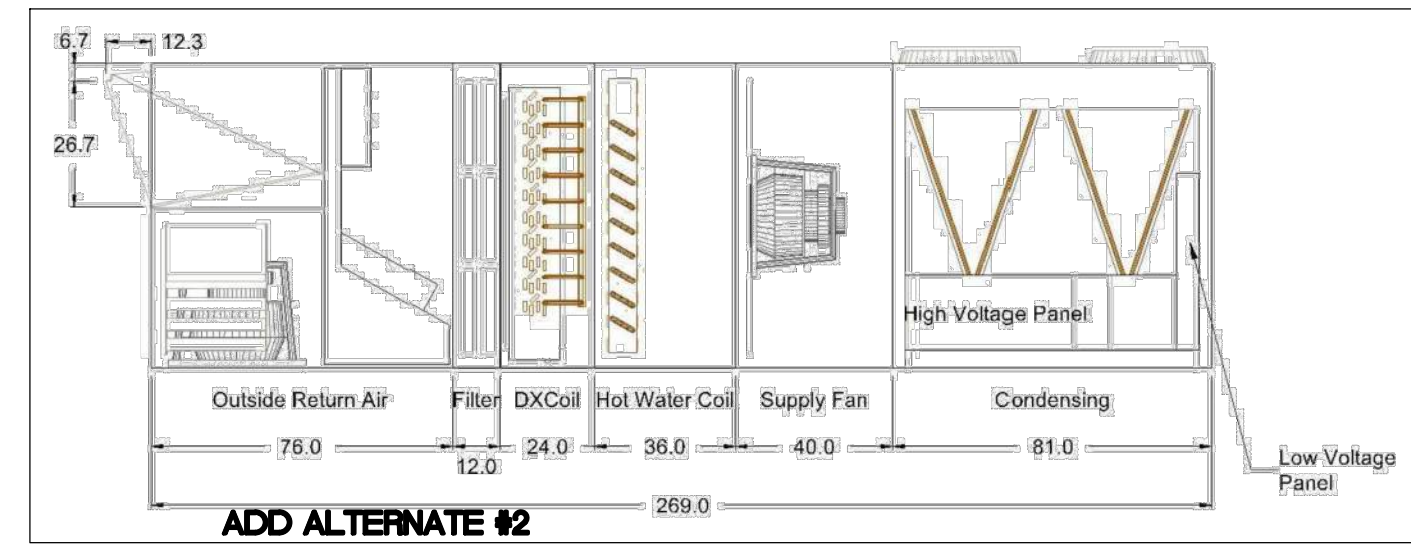 6.7 12.3
26.7
High Voltage Panel
Outside Return Air Filter DXCoil Hot Water Coil Supply Fan Condensing
76.0 12.0 24.0 36.0 40.0 81.0
Low Voltage
Panel
269.0
ADD ALTERNATE #2